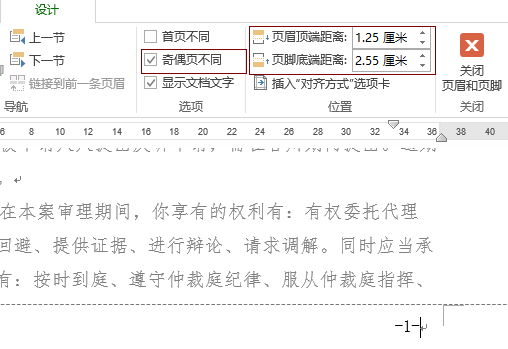 设计
上一节
下一节
链接到前一条页眉
导航
首页不同
奇偶页不同
显示文档文字
选项
页眉顶端距离: 1.25 厘米
页脚底端距离: 2.55 厘米
插入"对齐方式"选项卡
位置
关闭
页眉和页脚
关闭
6 8 10 12 14 16 18 20 22 24 26 28 30 32 34 36 38 40
在本案审理期间，你享有的权利有：有权委托代理
回避、提供证据、进行辩论、请求调解。同时应当承
有：按时到庭、遵守仲裁庭纪律、服从仲裁庭指挥、
-1-